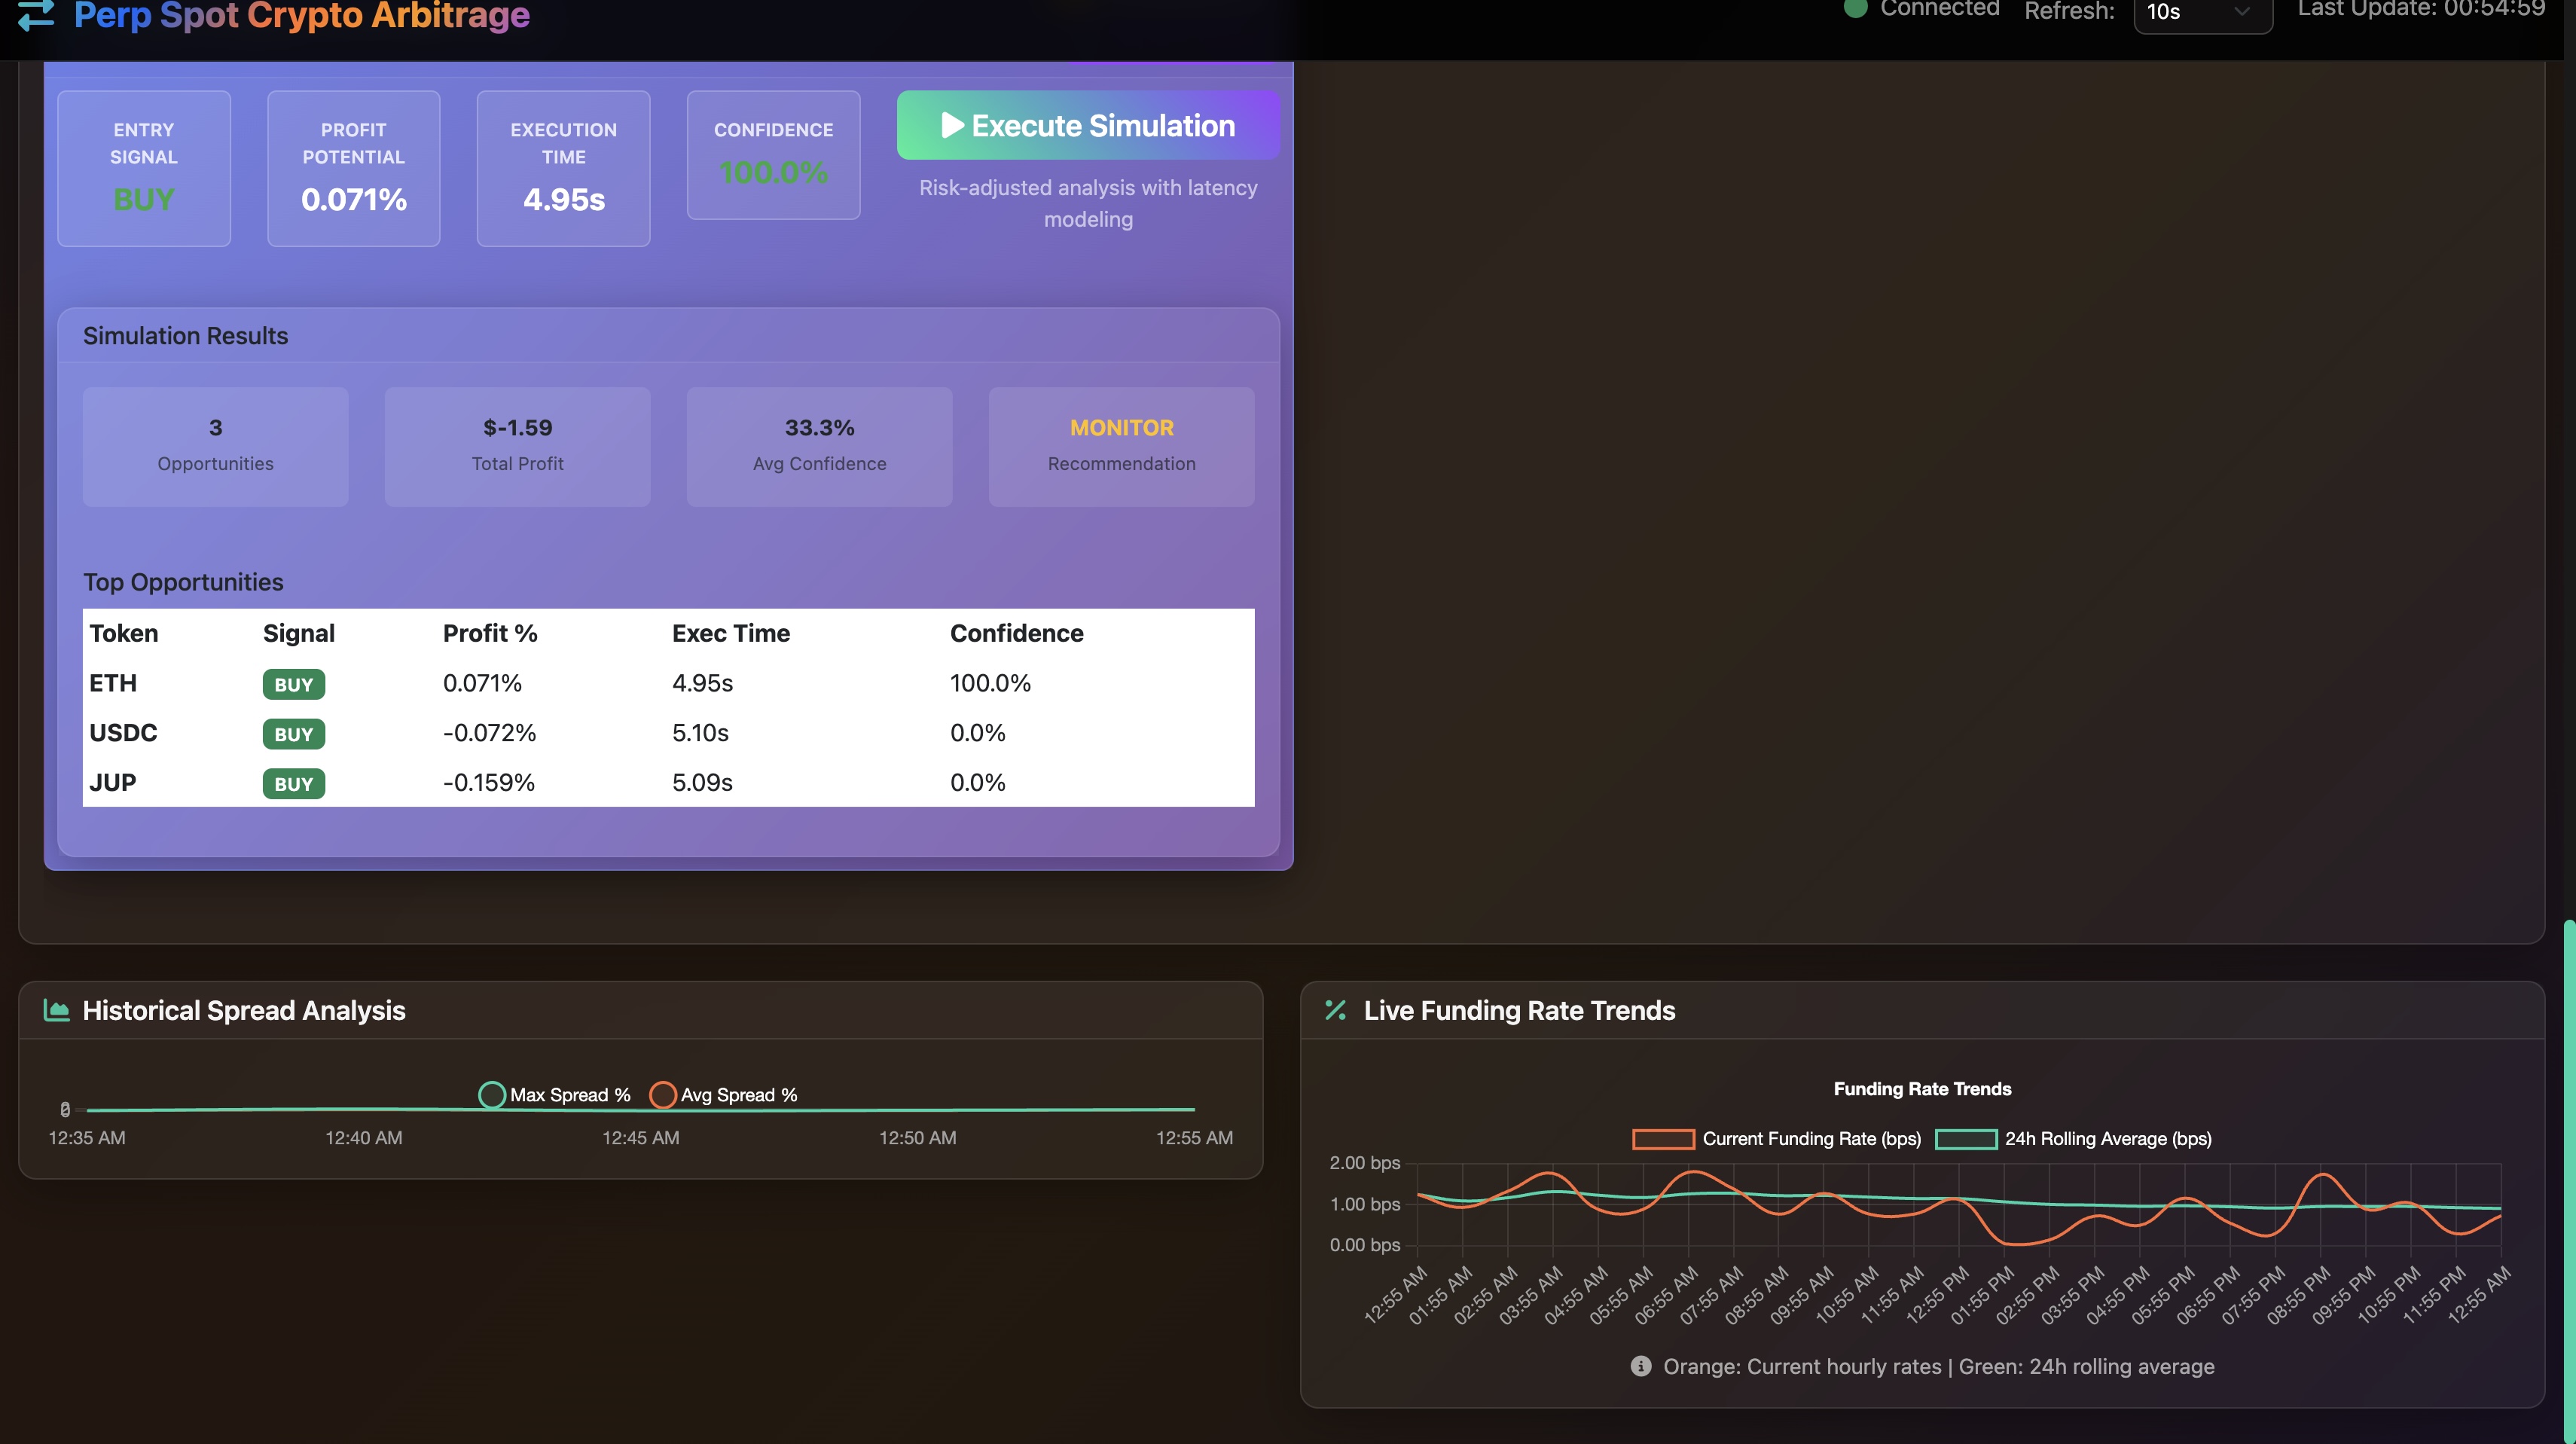 Perp Spot Crypto Arbitrage
Connected
Refresh:
10s
Last Update: 00:54:59
ENTRY
SIGNAL
BUY
PROFIT
POTENTIAL
0.071%
EXECUTION
TIME
4.95s
CONFIDENCE
100.0%
Execute Simulation
Risk-adjusted analysis with latency
modeling
Simulation Results
3
Opportunities
$-1.59
Total Profit
33.3%
Avg Confidence
MONITOR
Recommendation
Top Opportunities
Token Signal Profit % Exec Time Confidence
ETH BUY 0.071% 4.95s 100.0%
USDC BUY -0.072% 5.10s 0.0%
JUP BUY -0.159% 5.09s 0.0%
Historical Spread Analysis
Max Spread % Avg Spread %
12:35 AM 12:40 AM 12:45 AM 12:50 AM 12:55 AM
Live Funding Rate Trends
Funding Rate Trends
Current Funding Rate (bps) 24h Rolling Average (bps)
2.00 bps
1.00 bps
0.00 bps
12:55 AM 01:55 AM 02:55 AM 03:55 AM 04:55 AM 05:55 AM 06:55 AM 07:55 AM 08:55 AM 09:55 AM 10:55 AM 11:55 AM 12:55 PM 01:55 PM 02:55 PM 03:55 PM 04:55 PM 05:55 PM 06:55 PM 07:55 PM 08:55 PM 09:55 PM 10:55 PM 11:55 PM 12:55 AM
Orange: Current hourly rates | Green: 24h rolling average